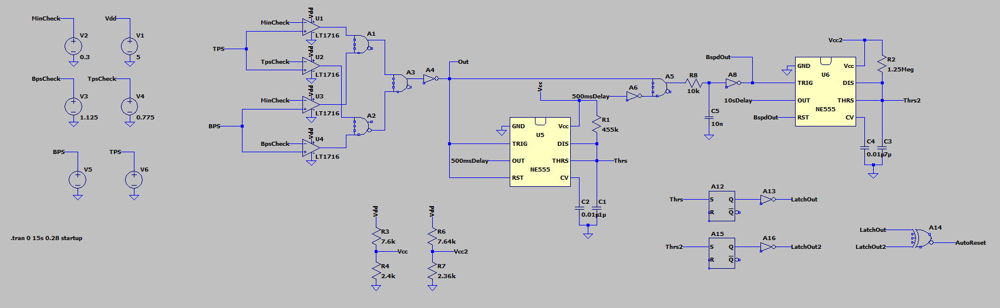 MinCheck
V2
0.3
Vdd
V1
5
BpsCheck
V3
1.125
TpsCheck
V4
0.775
BPS
V5
TPS
V6
.tran 0 15s 0.28 startup
TPS
BPS
Vdd
MinCheck
U1
LT1716
Vdd
TpsCheck
U2
LT1716
Vdd
MinCheck
U3
LT1716
Vdd
BpsCheck
U4
LT1716
A1
A2
A3
A4
Out
Vcc
500msDelay
A6
A5
R8
10k
C5
10n
A8
BspdOut
GND
Vcc
U5
TRIG
DIS
OUT
THRS
NE555
RST
CV
500msDelay
R1
455k
Thrs
C2
0.01µ
C1
1µ
Vcc2
GND
Vcc
U6
TRIG
DIS
OUT
THRS
NE555
RST
CV
10sDelay
BspdOut
R2
1.25Meg
Thrs2
C4
0.01µ
C3
7µ
Vdd
R3
7.6k
Vcc
R4
2.4k
Vdd
R6
7.64k
Vcc2
R7
2.36k
A12
Thrs
S
Q
R
Q
A13
LatchOut
A15
Thrs2
S
Q
R
Q
A16
LatchOut2
LatchOut
LatchOut2
A14
AutoReset